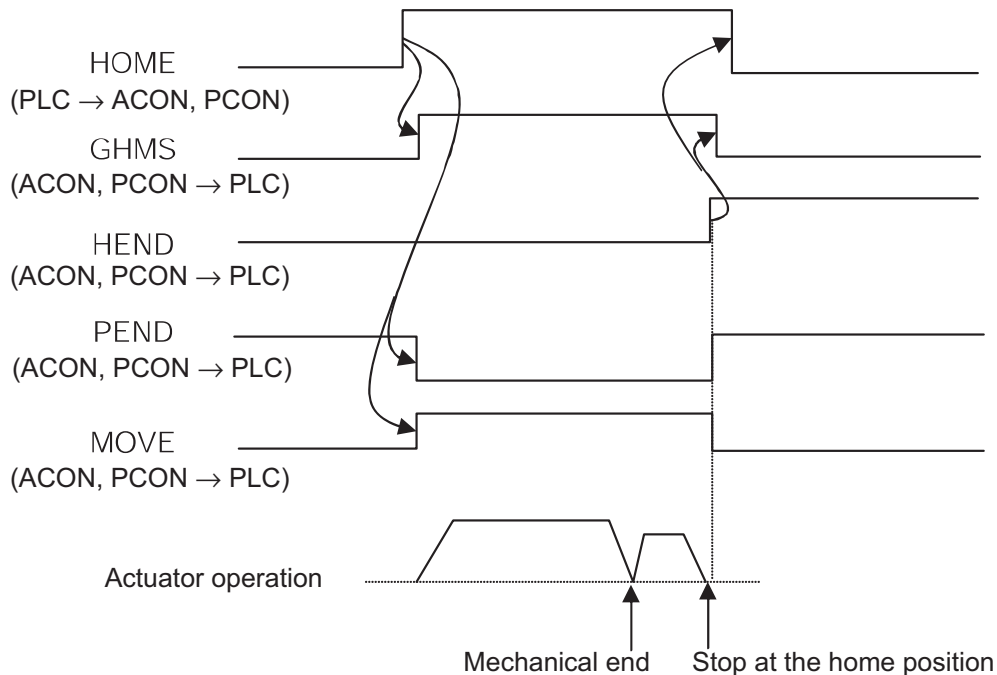 HOME
(PLC → ACON, PCON)
GHMS
(ACON, PCON → PLC)
HEND
(ACON, PCON → PLC)
PEND
(ACON, PCON → PLC)
MOVE
(ACON, PCON → PLC)
Actuator operation
Mechanical end
Stop at the home position